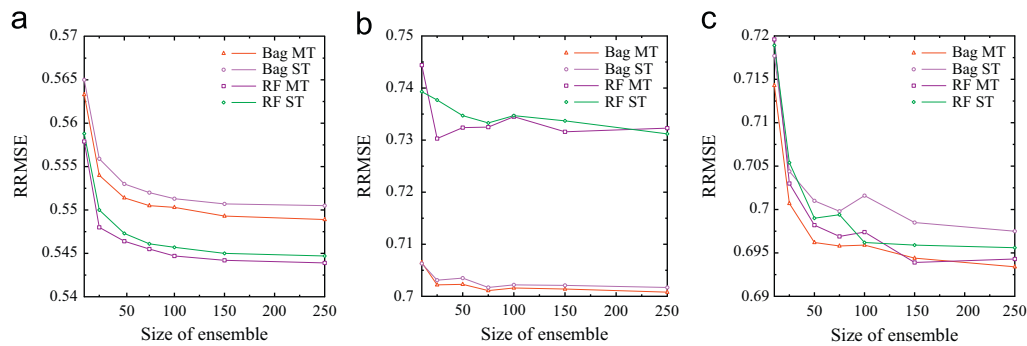 a
0.57
0.565
0.56
0.555
0.55
0.545
0.54
RRMSE
50 100 150 200 250
Size of ensemble
Bag MT
Bag ST
RF MT
RF ST
b
0.75
0.74
0.73
0.72
0.71
0.7
RRMSE
50 100 150 200 250
Size of ensemble
Bag MT
Bag ST
RF MT
RF ST
c
0.72
0.715
0.71
0.705
0.7
0.695
0.69
RRMSE
50 100 150 200 250
Size of ensemble
Bag MT
Bag ST
RF MT
RF ST